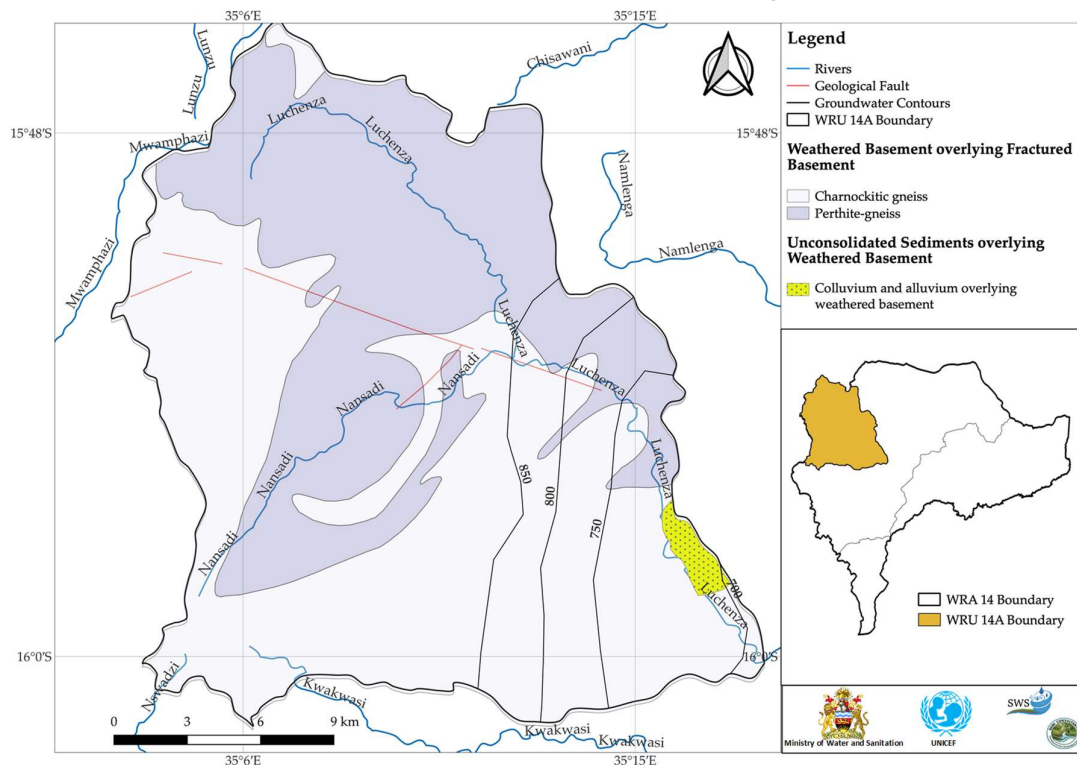 35°6'E
35°15'E
Lunzu
Lunzu
Chisawani
Luchenza
Luchenza
15°48'S
15°48'S
Mwamphazi
Mwamphazi
Namlenga
Namlenga
Luchenza
Luchenza
Nansadi
Nansadi
Nansadi
Nansadi
Luchenza
850
800
750
700
Luchenza
16°0'S
16°0'S
Nswadzi
Kwakwasi
Kwakwasi
Kwakwasi
0 3 6 9 km
35°6'E
35°15'E
Legend
Rivers
Geological Fault
Groundwater Contours
WRU 14A Boundary
Weathered Basement overlying Fractured
Basement
Charnockitic gneiss
Perthite-gneiss
Unconsolidated Sediments overlying
Weathered Basement
Colluvium and alluvium overlying
weathered basement
WRA 14 Boundary
WRU 14A Boundary
Ministry of Water and Sanitation
UNICEF
SWS